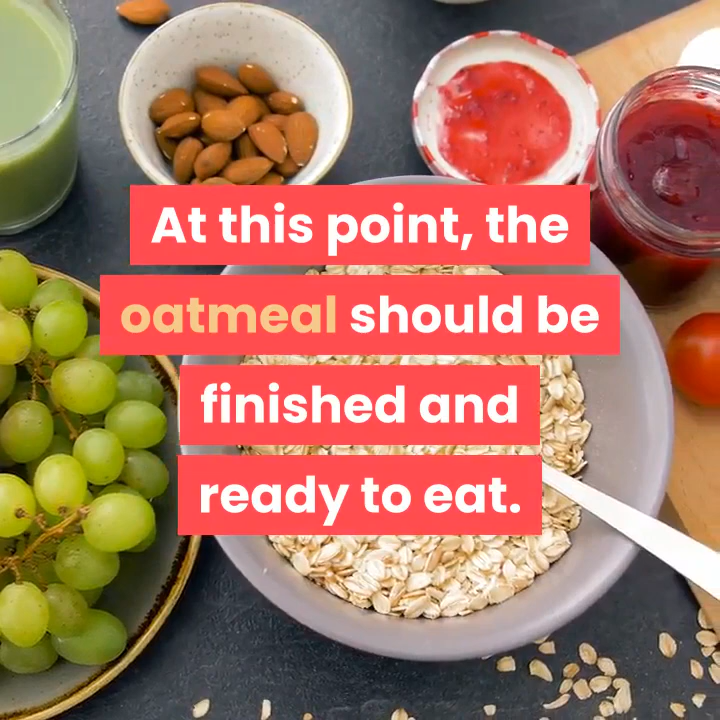 At this point, the
oatmeal should be
finished and
ready to eat.